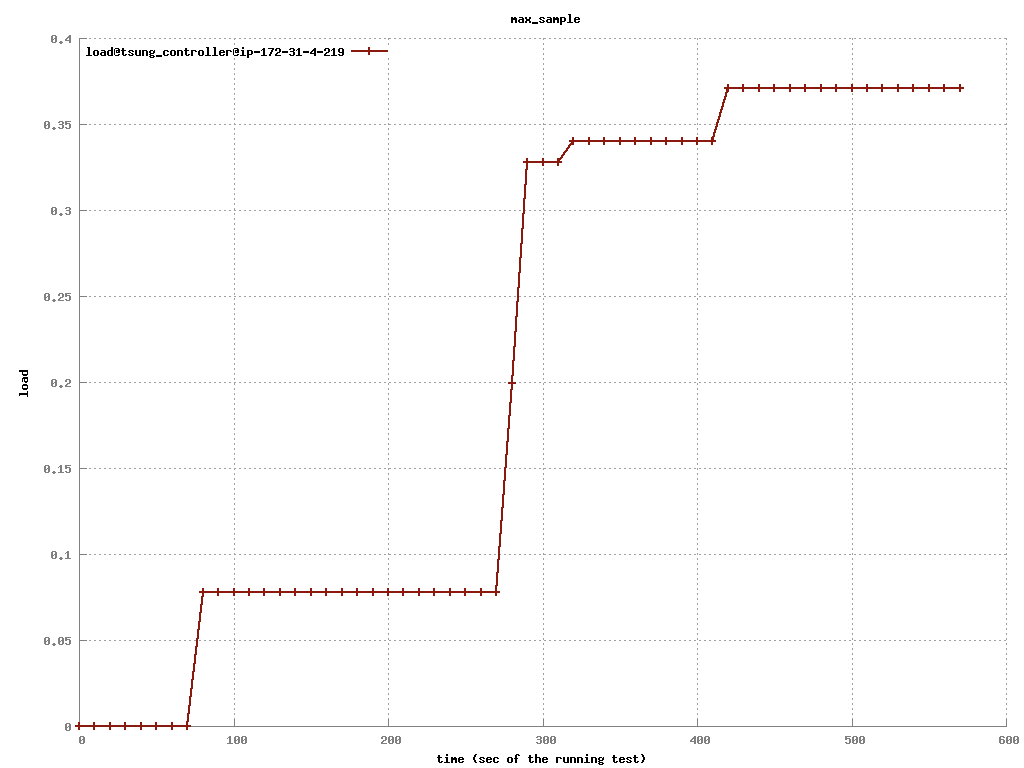 max_sample
load@tsung_controller@ip-172-31-4-219
0.4
0.35
0.3
0.25
0.2
0.15
0.1
0.05
0
load
0 100 200 300 400 500 600
time (sec of the running test)